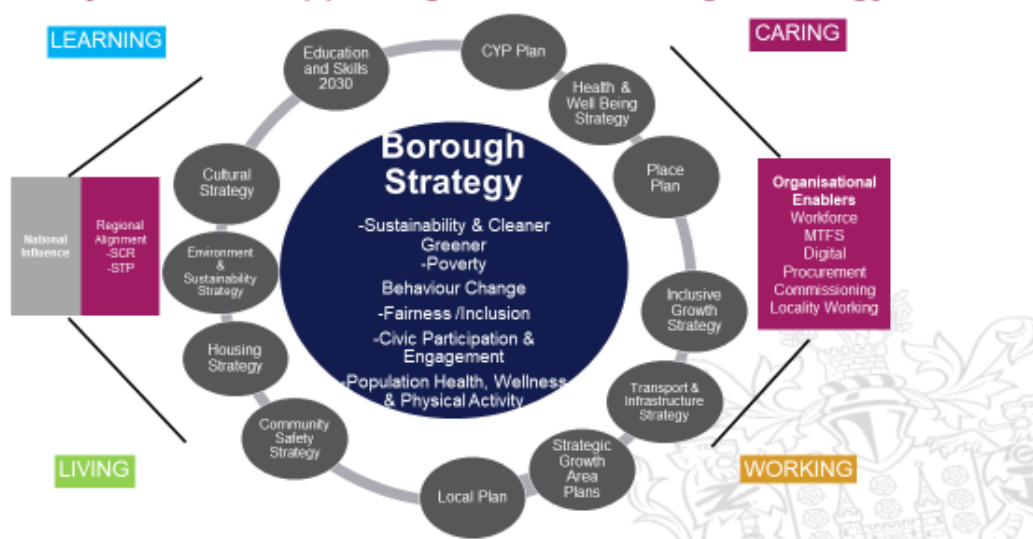 LEARNING
CARING
Education
and Skills
2030
CYP Plan
Health &
Well Being
Strategy
Cultural
Strategy
Place
Plan
Borough
Strategy
-Sustainability & Cleaner
Greener
-Poverty
Behaviour Change
-Fairness /Inclusion
-Civic Participation &
Engagement
-Population Health, Wellness
& Physical Activity
National
Influence
Regional
Alignment
-SCR
-STP
Organisational
Enablers
Workforce
MTFS
Digital
Procurement
Commissioning
Locality Working
Environment
&
Sustainability
Strategy
Inclusive
Growth
Strategy
Housing
Strategy
Transport &
Infrastructure
Strategy
Community
Safety
Strategy
Strategic
Growth
Area
Plans
Local Plan
LIVING
WORKING